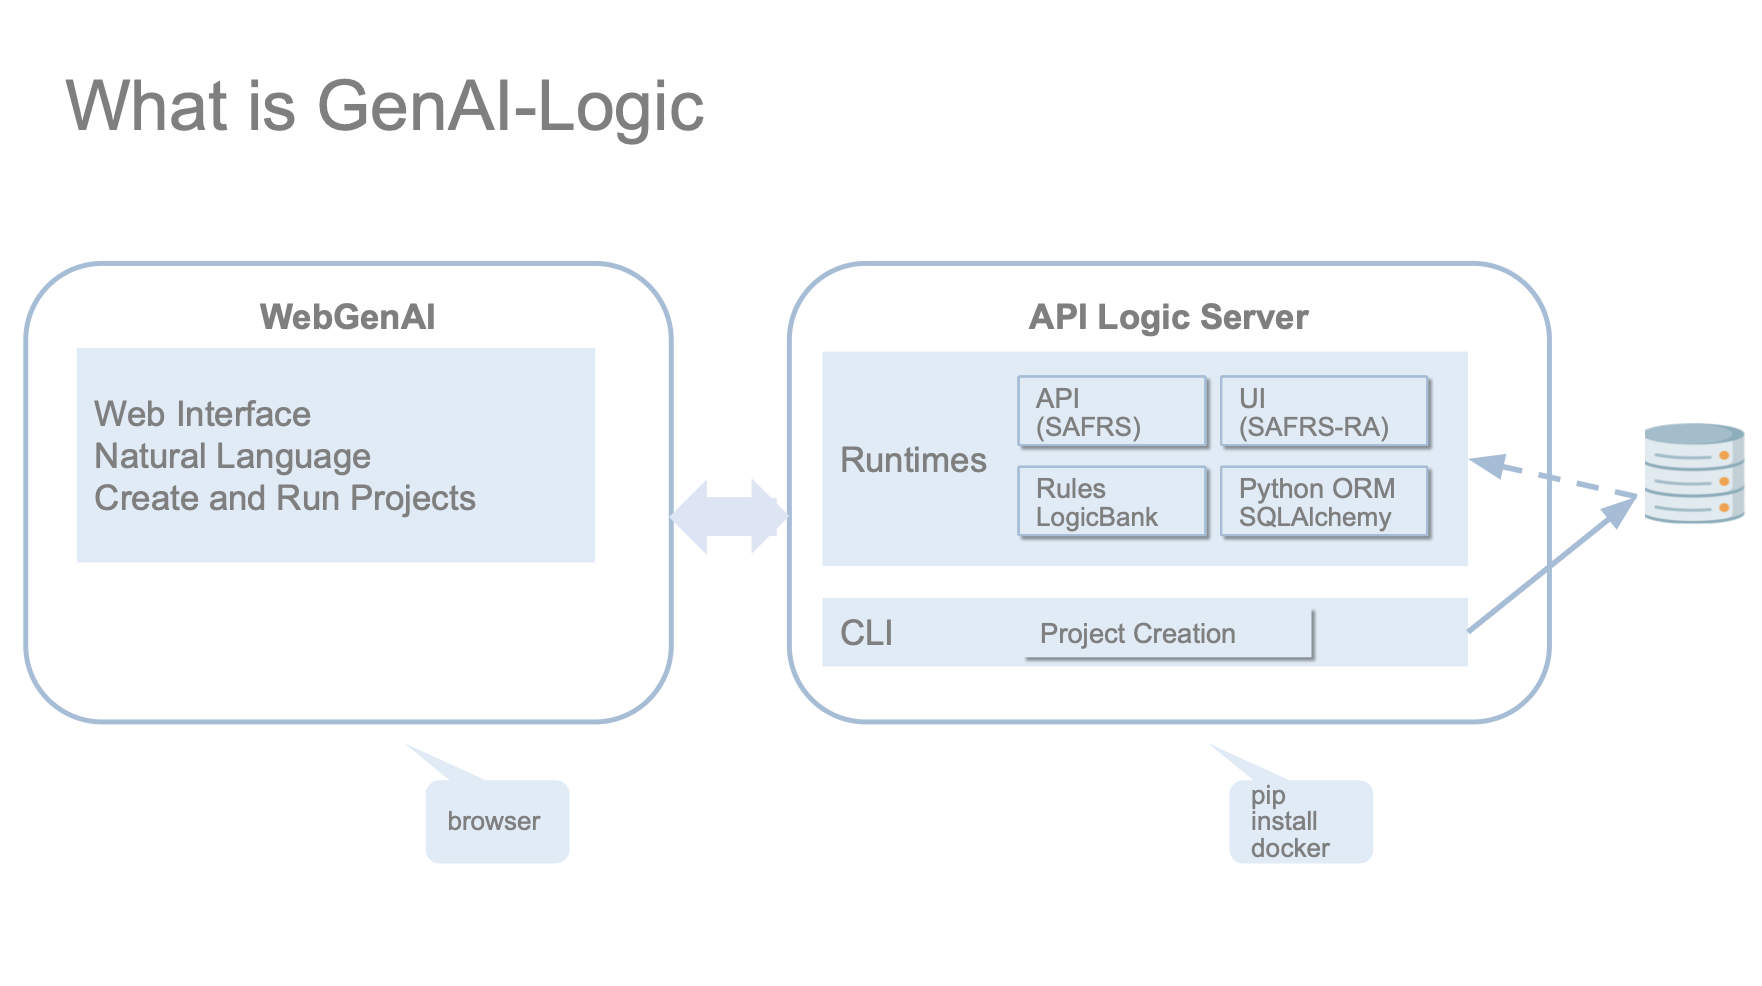 What is GenAI-Logic
WebGenAI
Web Interface
Natural Language
Create and Run Projects
browser
API Logic Server
Runtimes
API
(SAFRS)
UI
(SAFRS-RA)
Rules
LogicBank
Python ORM
SQLAlchemy
CLI
Project Creation
pip
install
docker